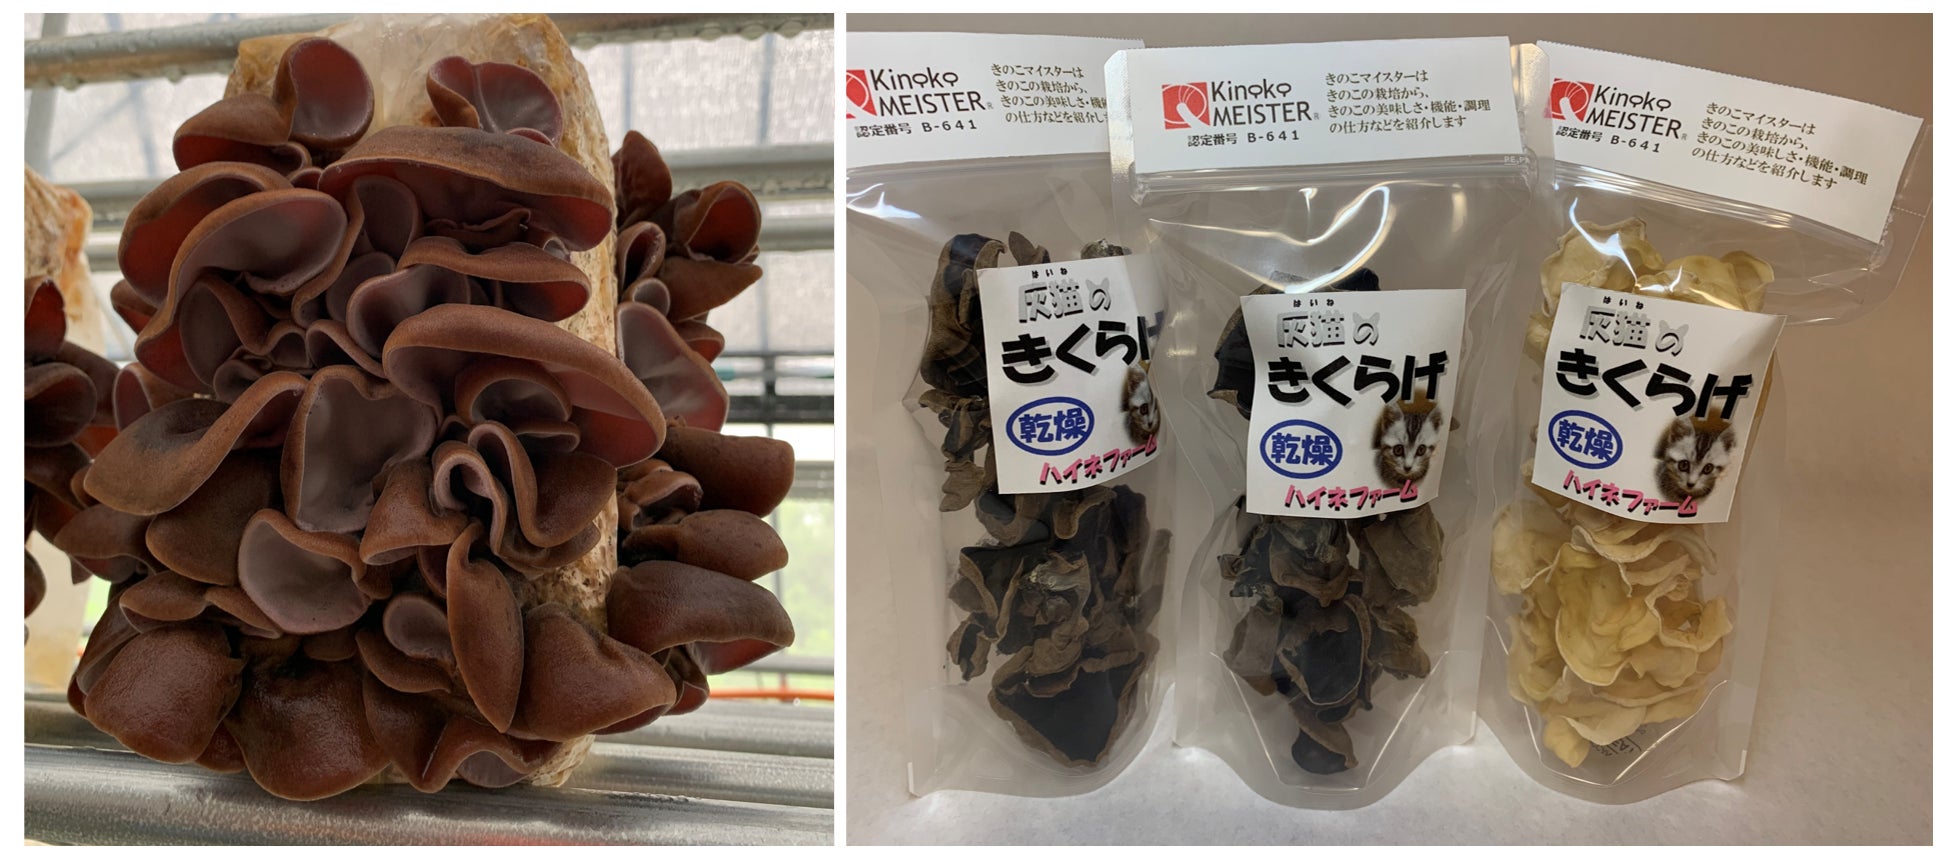 Kinoko
MEISTER®
認定番号 B-641
きのこマイスターは
きのこの栽培から、
きのこの美味しさ・機能
の仕方などを紹介しま
はいね
灰猫の
きくらげ
乾燥
ハイネファーム
Kinoko
MEISTER®
認定番号 B-641
きのこマイスターは
きのこの栽培から、
きのこの美味しさ・機能・調理
の仕方などを紹介します
PE,PA
はいね
灰猫の
きくらげ
乾燥
ハイネファーム
Kinoko
MEISTER®
認定番号 B-641
きのこマイスターは
きのこの栽培から、
きのこの美味しさ・機能・調理
の仕方などを紹介します
はいね
灰猫の
きくらげ
乾燥
ハイネファーム